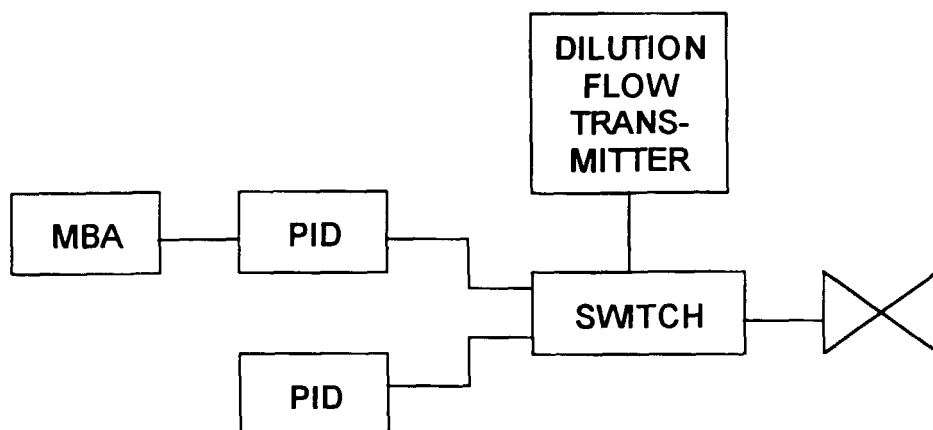 DILUTION
FLOW
TRANS-
MITTER
MBA
PID
SWITCH
PID